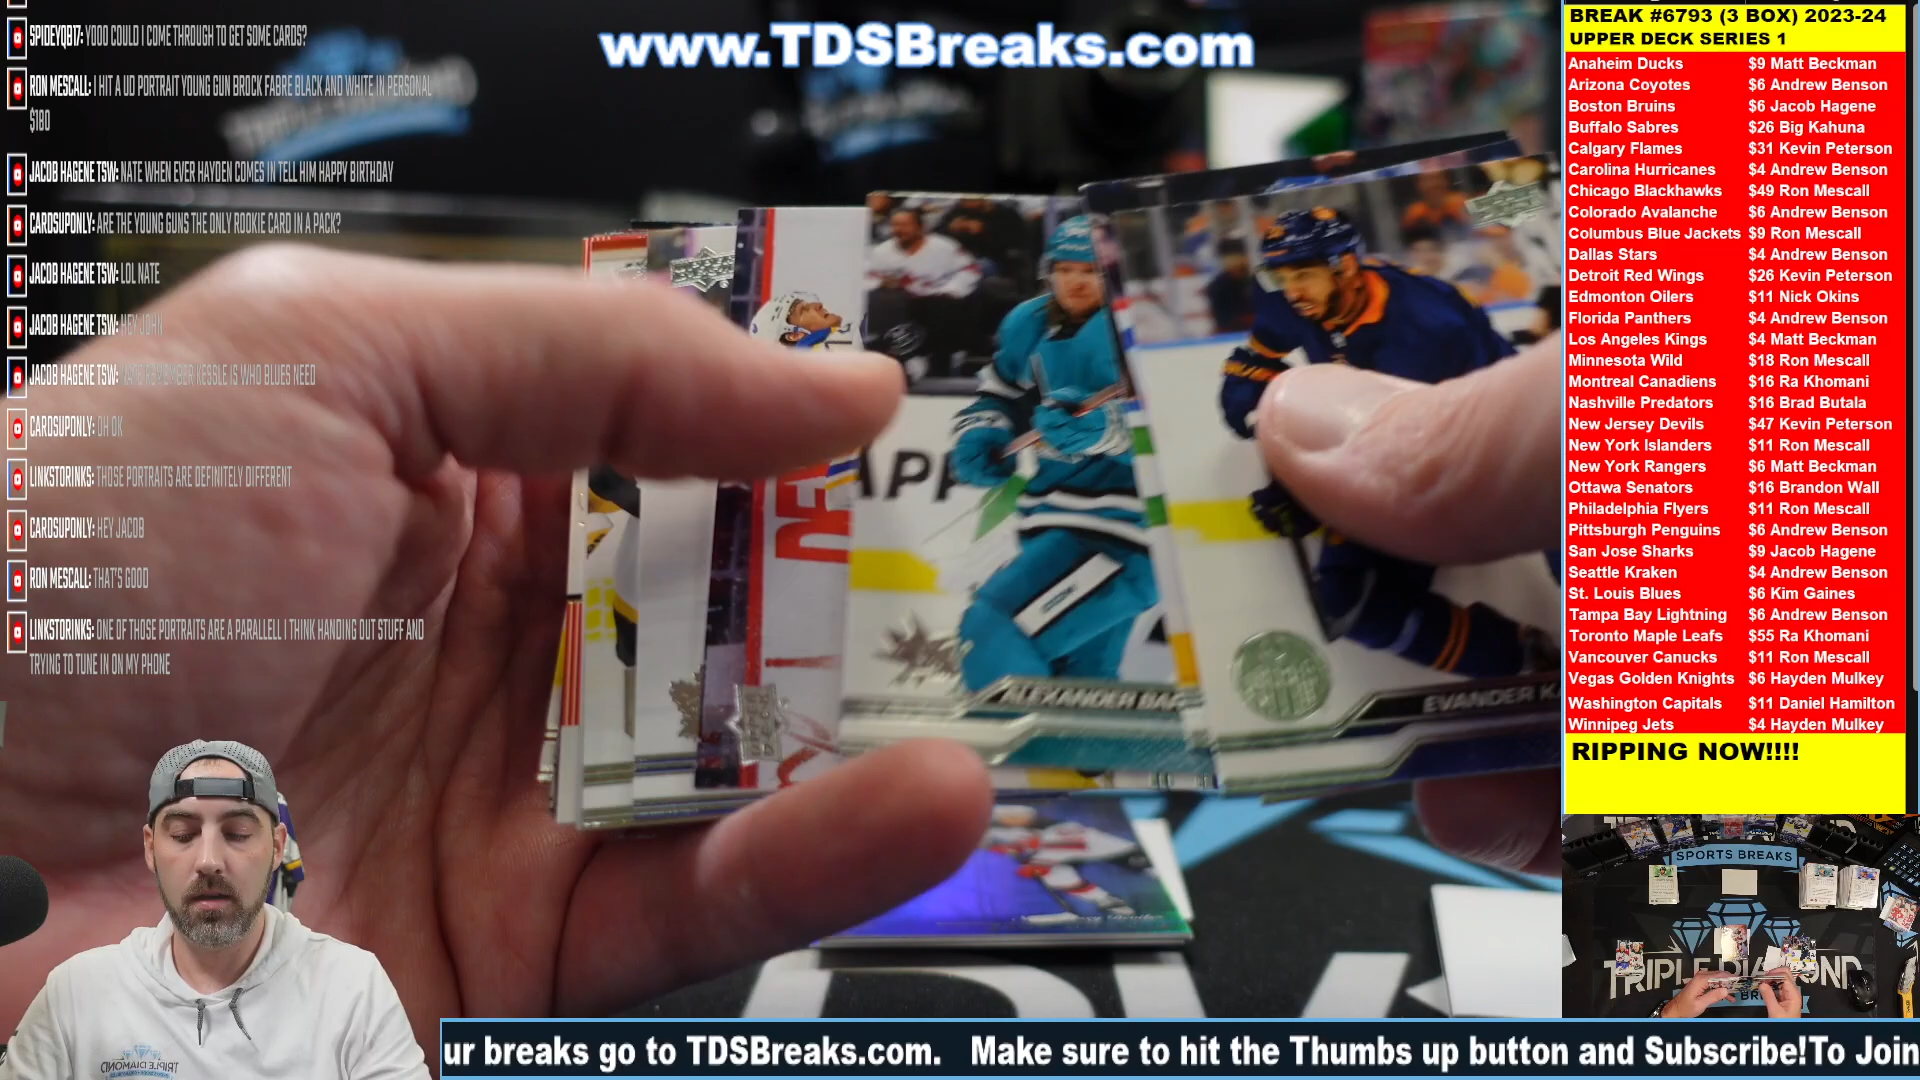 SPIDEYQB17: YOOO COULD I COME THROUGH TO GET SOME CARDS?
RON MESCALL: I HIT A UD PORTRAIT YOUNG GUN BROCK FABRE BLACK AND WHITE IN PERSONAL
$180
JACOB HAGENE TSW: NATE WHEN EVER HAYDEN COMES IN TELL HIM HAPPY BIRTHDAY
CARDSUPONLY: ARE THE YOUNG GUNS THE ONLY ROOKIE CARD IN A PACK?
JACOB HAGENE TSW: LOL NATE
JACOB HAGENE TSW: HEY JOHN
JACOB HAGENE TSW: NATE REMEMBER KESSLE IS WHO BLUES NEED
CARDSUPONLY: OH OK
LINKSTORINKS: THOSE PORTRAITS ARE DEFINITELY DIFFERENT
CARDSUPONLY: HEY JACOB
RON MESCALL: THAT'S GOOD
LINKSTORINKS: ONE OF THOSE PORTRAITS ARE A PARALLELL I THINK HANDING OUT STUFF AND
TRYING TO TUNE IN ON MY PHONE
www.TDSBreaks.com
ALEXANDER BAR
EVANDER K
BREAK #6793 (3 BOX) 2023-24
UPPER DECK SERIES 1
Anaheim Ducks $9 Matt Beckman
Arizona Coyotes $6 Andrew Benson
Boston Bruins $6 Jacob Hagene
Buffalo Sabres $26 Big Kahuna
Calgary Flames $31 Kevin Peterson
Carolina Hurricanes $4 Andrew Benson
Chicago Blackhawks $49 Ron Mescall
Colorado Avalanche $6 Andrew Benson
Columbus Blue Jackets $9 Ron Mescall
Dallas Stars $4 Andrew Benson
Detroit Red Wings $26 Kevin Peterson
Edmonton Oilers $11 Nick Okins
Florida Panthers $4 Andrew Benson
Los Angeles Kings $4 Matt Beckman
Minnesota Wild $18 Ron Mescall
Montreal Canadiens $16 Ra Khomani
Nashville Predators $16 Brad Butala
New Jersey Devils $47 Kevin Peterson
New York Islanders $11 Ron Mescall
New York Rangers $6 Matt Beckman
Ottawa Senators $16 Brandon Wall
Philadelphia Flyers $11 Ron Mescall
Pittsburgh Penguins $6 Andrew Benson
San Jose Sharks $9 Jacob Hagene
Seattle Kraken $4 Andrew Benson
St. Louis Blues $6 Kim Gaines
Tampa Bay Lightning $6 Andrew Benson
Toronto Maple Leafs $55 Ra Khomani
Vancouver Canucks $11 Ron Mescall
Vegas Golden Knights $6 Hayden Mulkey
Washington Capitals $11 Daniel Hamilton
Winnipeg Jets $4 Hayden Mulkey
RIPPING NOW!!!!
SPORTS BREAKS
TRIPLE DIAMOND
TRIPLE DIAMOND
ur breaks go to TDSBreaks.com. Make sure to hit the Thumbs up button and Subscribe!To Join